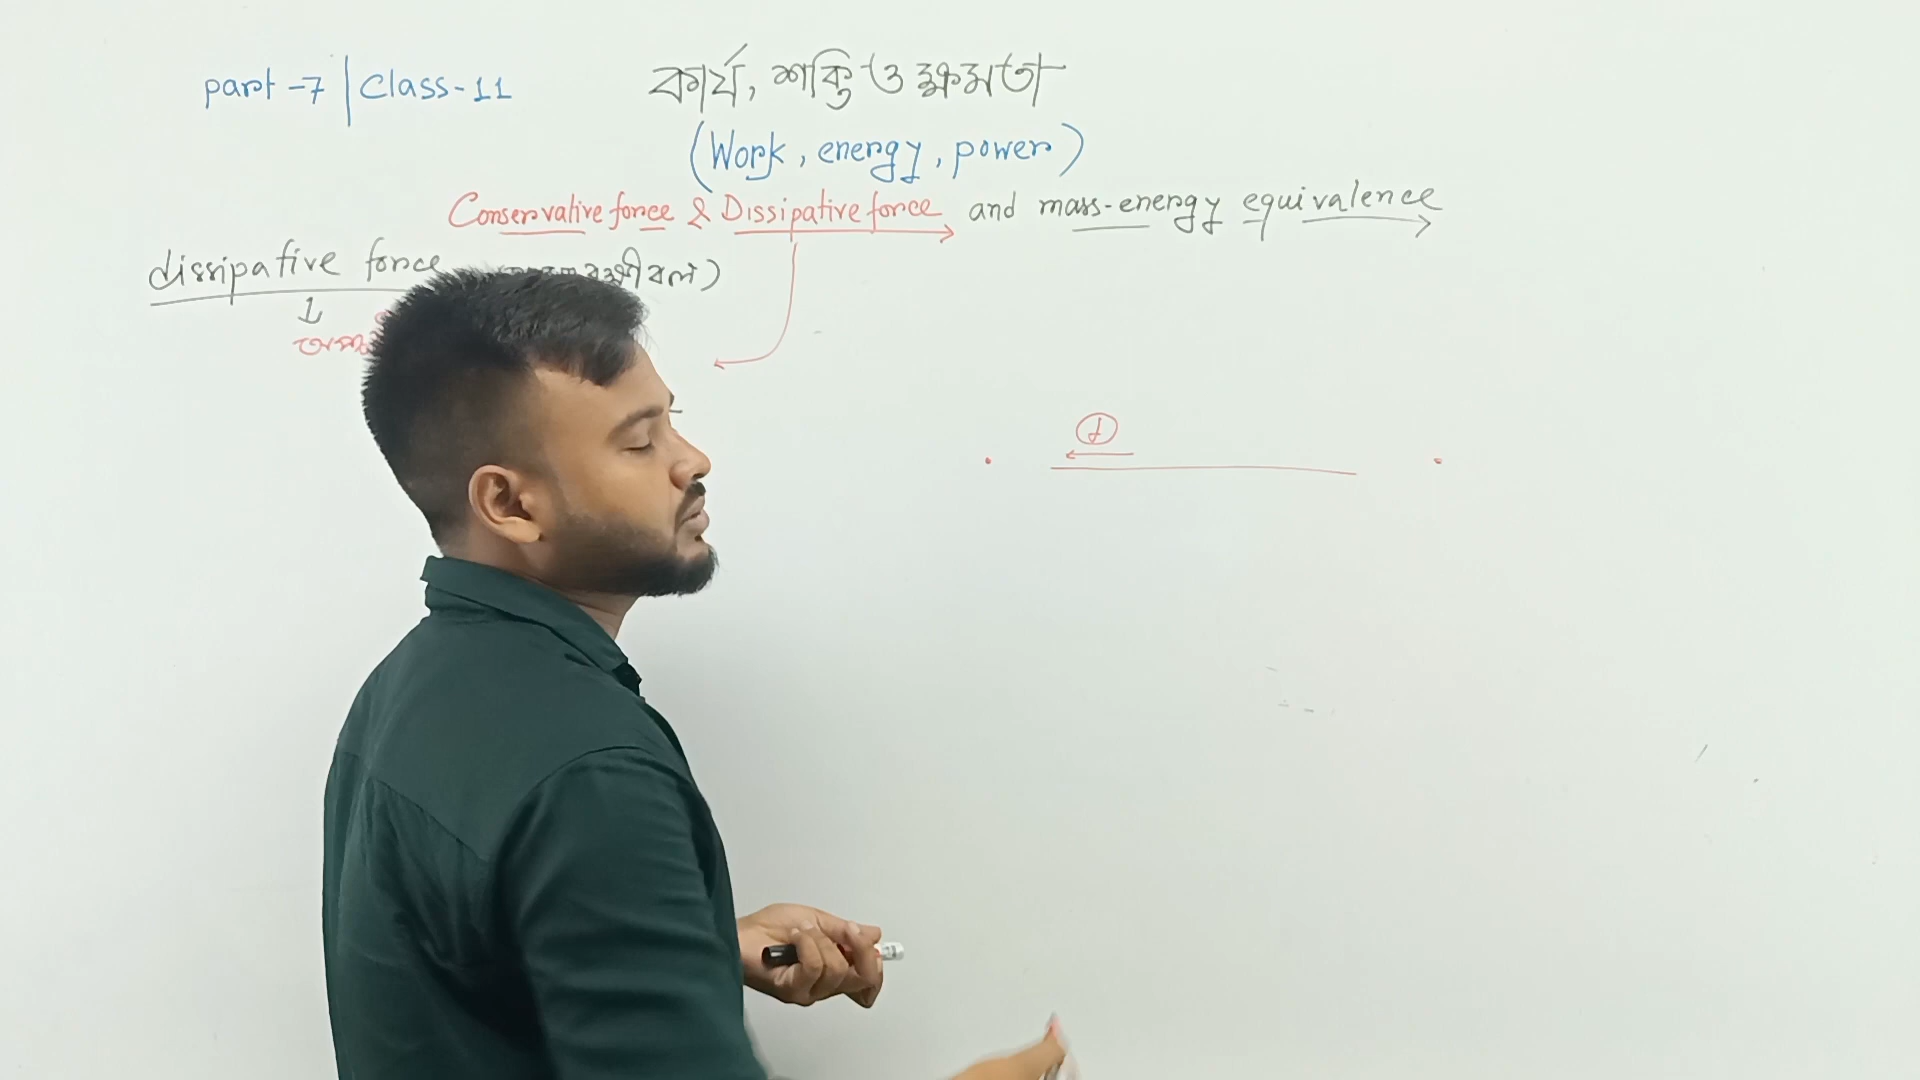 part-7 | Class-11
কার্য, শক্তি ও ক্ষমতা
(Work, energy, power)
Conservative force & Dissipative force and mass-energy equivalence
dissipative force বল)
f